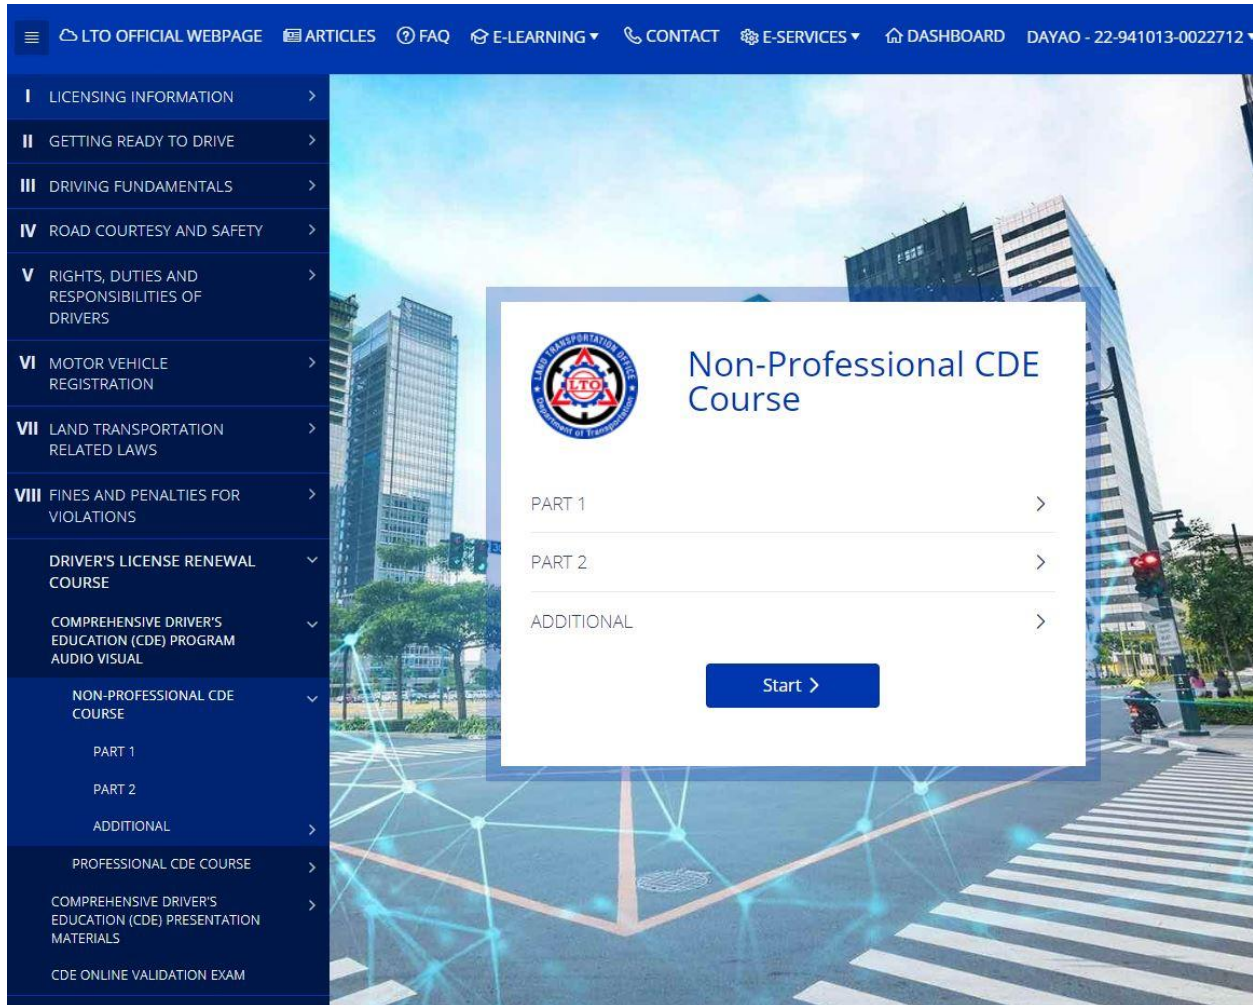 LTO OFFICIAL WEBPAGE ARTICLES FAQ E-LEARNING CONTACT E-SERVICES DASHBOARD DAYAO - 22-941013-0022712
I LICENSING INFORMATION
II GETTING READY TO DRIVE
III DRIVING FUNDAMENTALS
IV ROAD COURTESY AND SAFETY
V RIGHTS, DUTIES AND
RESPONSIBILITIES OF
DRIVERS
VI MOTOR VEHICLE
REGISTRATION
VII LAND TRANSPORTATION
RELATED LAWS
VIII FINES AND PENALTIES FOR
VIOLATIONS
DRIVER'S LICENSE RENEWAL
COURSE
COMPREHENSIVE DRIVER'S
EDUCATION (CDE) PROGRAM
AUDIO VISUAL
NON-PROFESSIONAL CDE
COURSE
PART 1
PART 2
ADDITIONAL
PROFESSIONAL CDE COURSE
COMPREHENSIVE DRIVER'S
EDUCATION (CDE) PRESENTATION
MATERIALS
CDE ONLINE VALIDATION EXAM
LAND TRANSPORTATION OFFICE
LTO
Department of Transportation
Non-Professional CDE
Course
PART 1
PART 2
ADDITIONAL
Start